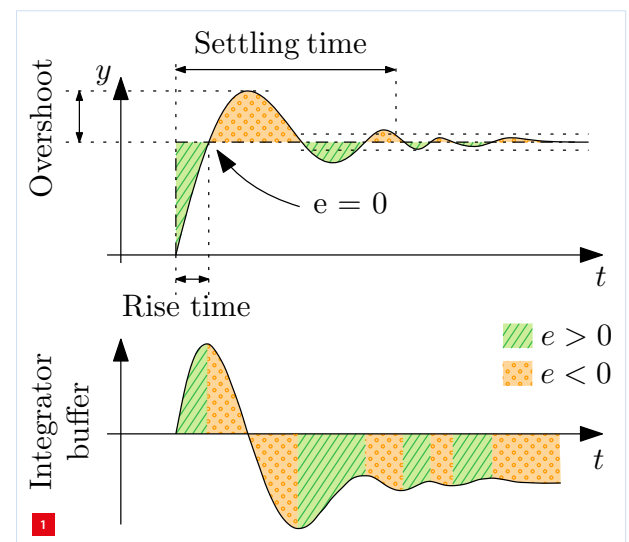 Settling time
y
Overshoot
e = 0
t
Rise time
e > 0
e < 0
Integrator
buffer
t
1